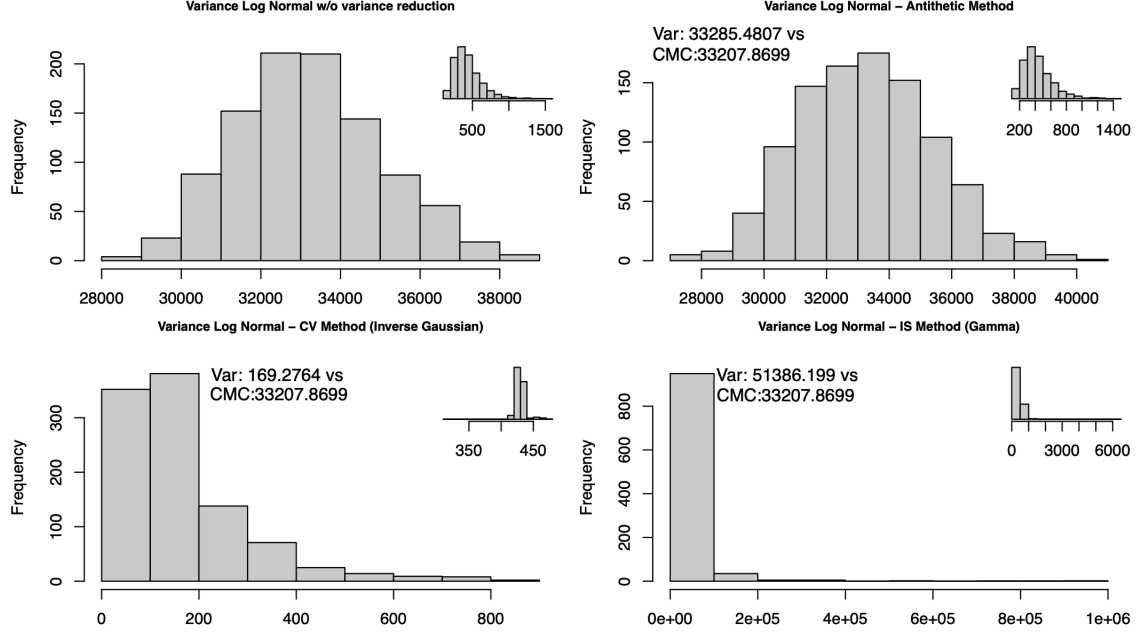 Variance Log Normal w/o variance reduction
Frequency
0 50 100 150 200
28000 30000 32000 34000 36000 38000
500 1500
Variance Log Normal – Antithetic Method
Var: 33285.4807 vs
CMC:33207.8699
Frequency
0 50 100 150
28000 30000 32000 34000 36000 38000 40000
200 800 1400
Variance Log Normal – CV Method (Inverse Gaussian)
Var: 169.2764 vs
CMC:33207.8699
Frequency
0 100 200 300
0 200 400 600 800
350 450
Variance Log Normal – IS Method (Gamma)
Var: 51386.199 vs
CMC:33207.8699
Frequency
0 200 400 600 800
0e+00 2e+05 4e+05 6e+05 8e+05 1e+06
0 3000 6000